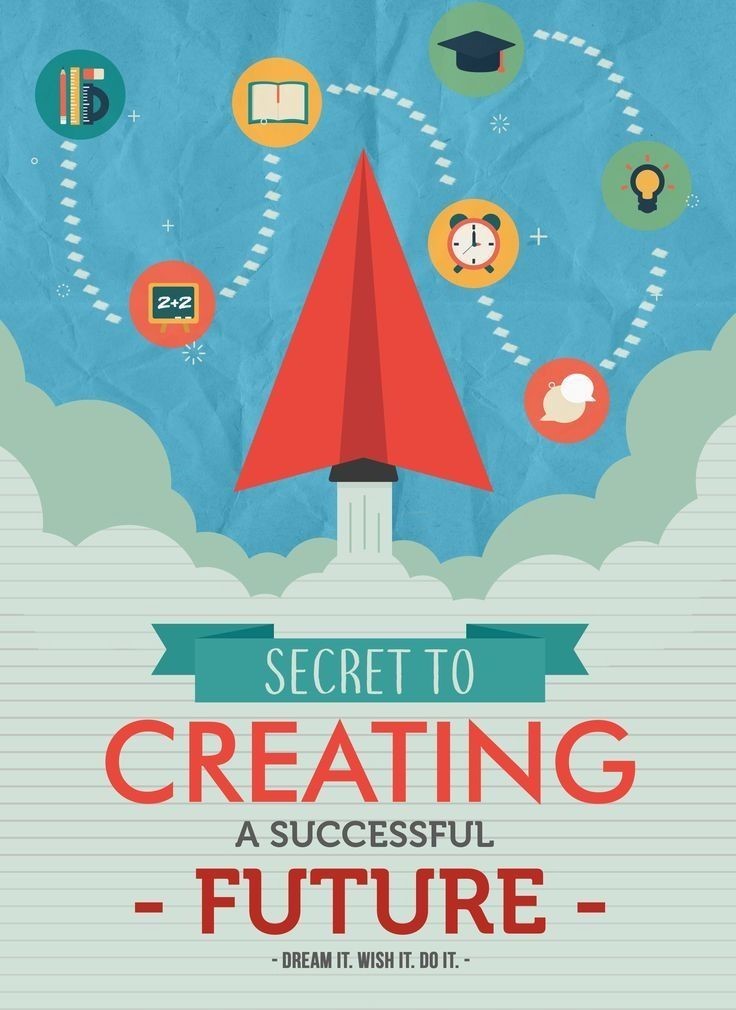 2+2
SECRET TO
CREATING
A SUCCESSFUL
- FUTURE -
- DREAM IT. WISH IT. DO IT. -